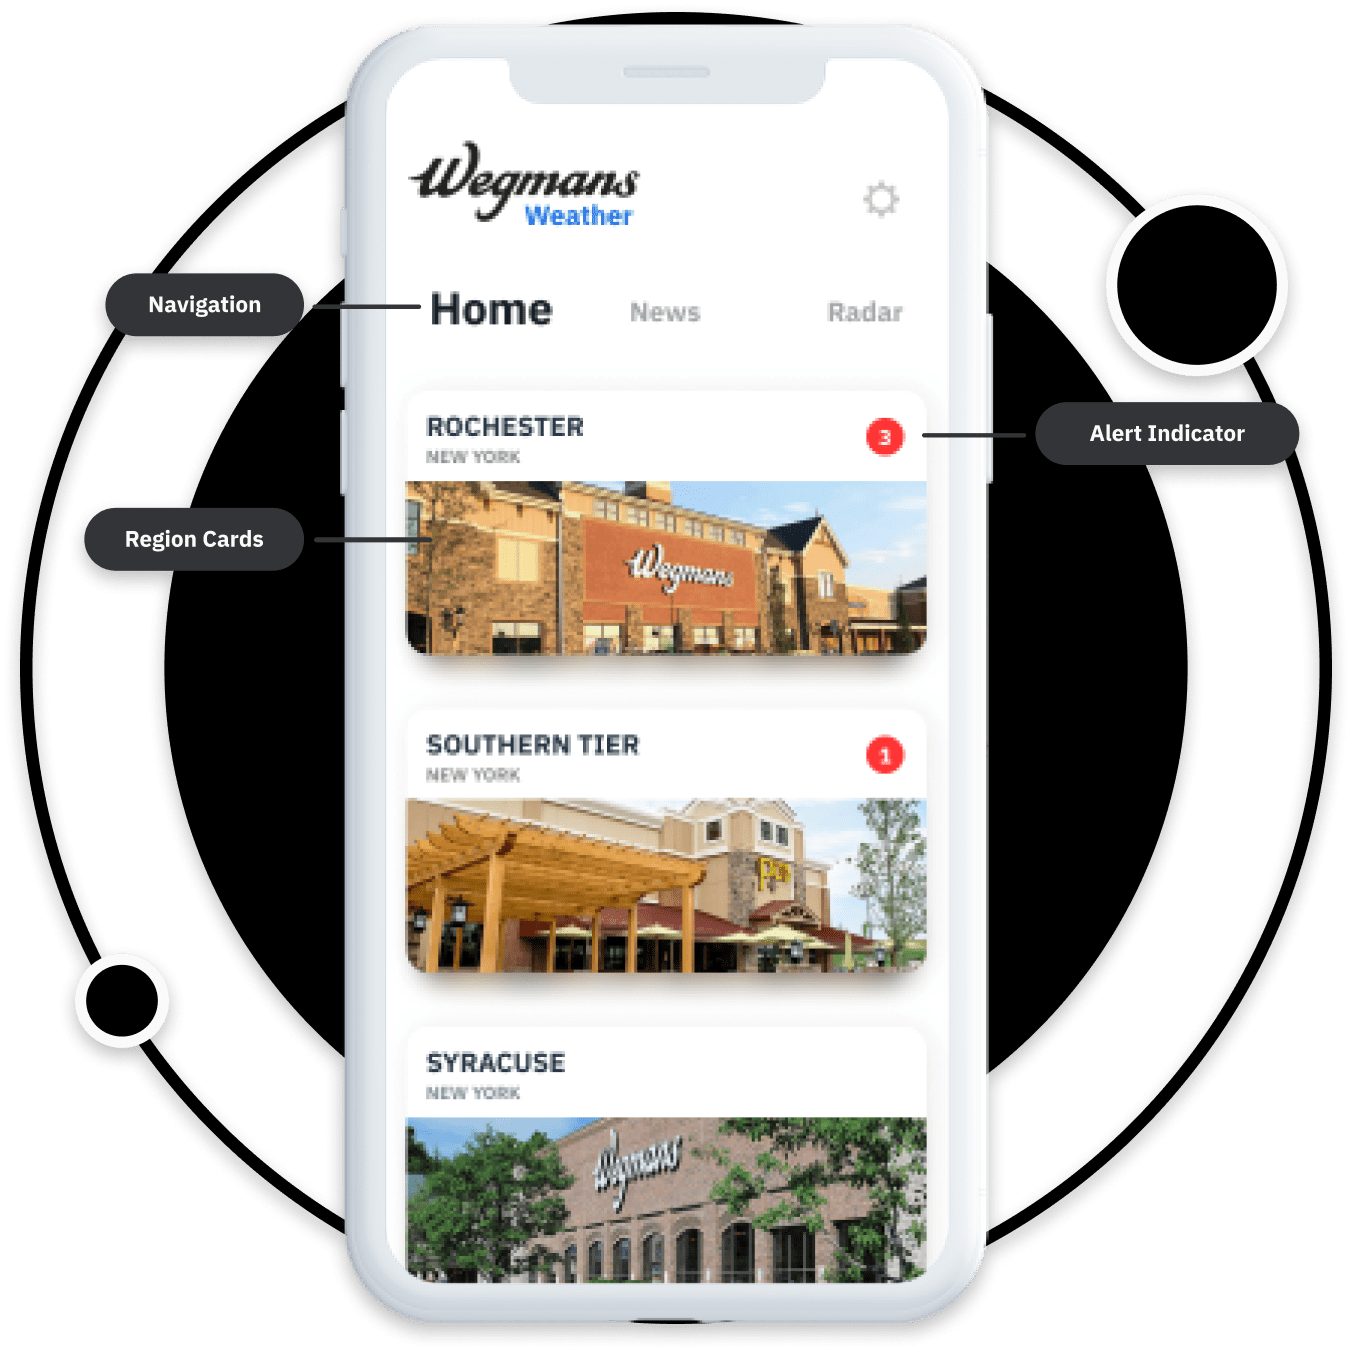 Wegmans
Weather
Navigation
Home News Radar
ROCHESTER
NEW YORK
3
Alert Indicator
Region Cards
Wegmans
SOUTHERN TIER
NEW YORK
1
SYRACUSE
NEW YORK
Wegmans